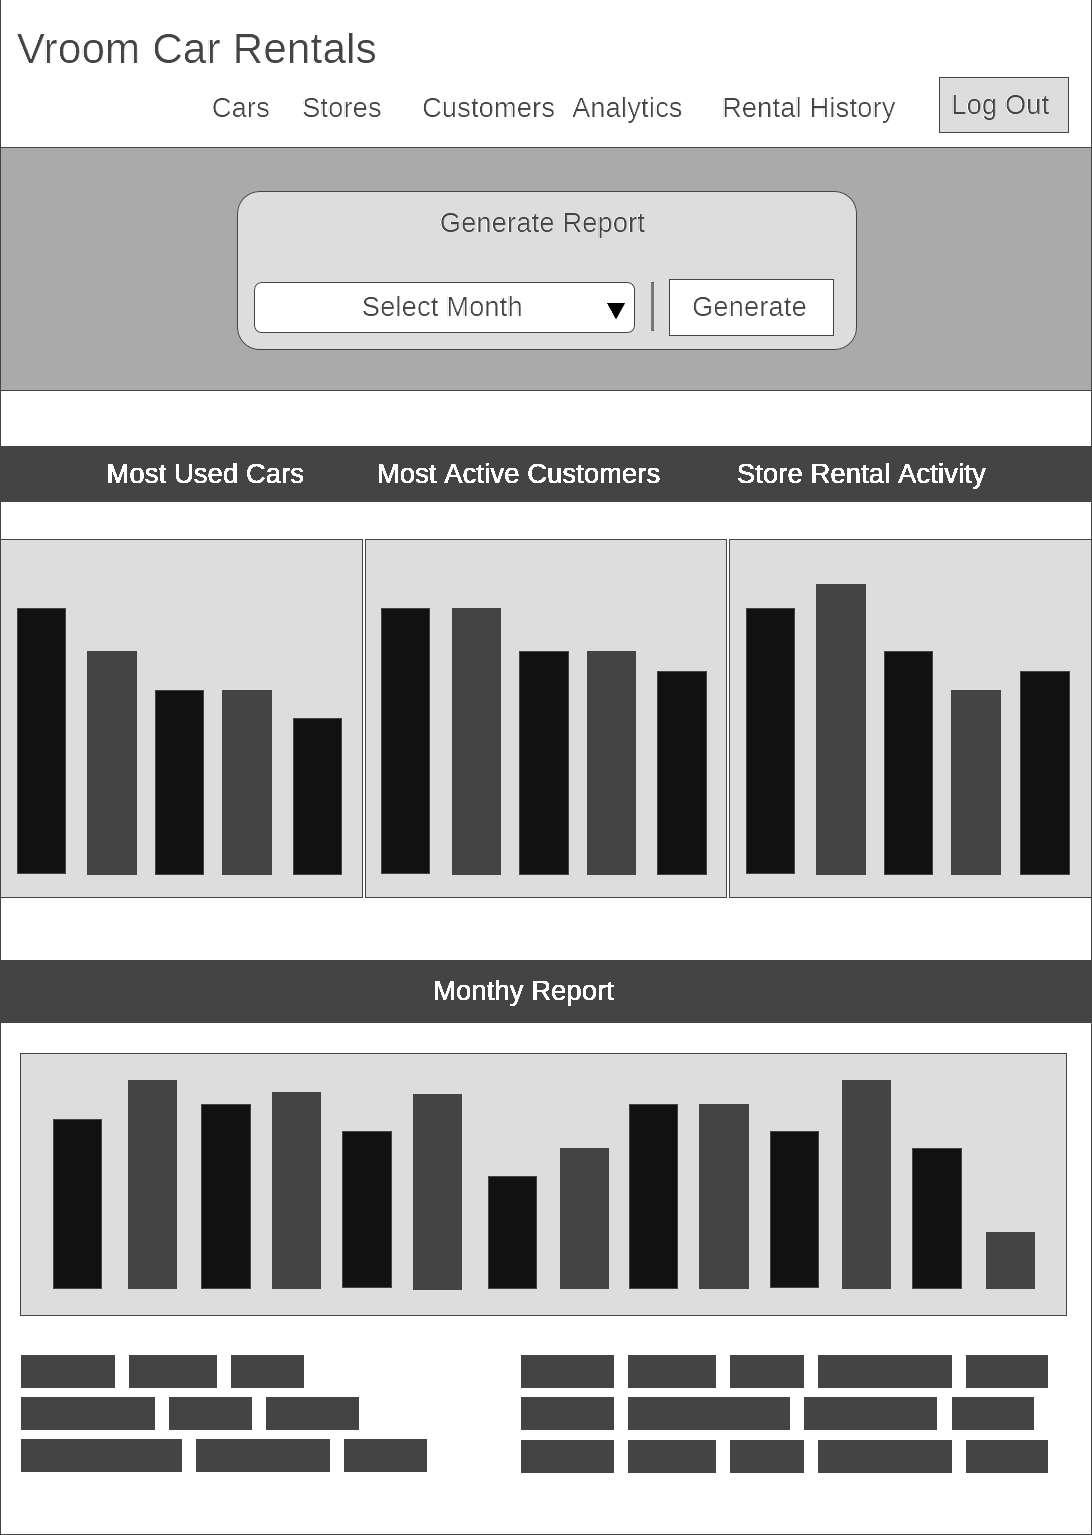 Vroom Car Rentals
Cars Stores Customers Analytics Rental History Log Out
Generate Report
Select Month Generate
Most Used Cars Most Active Customers Store Rental Activity
Monthy Report